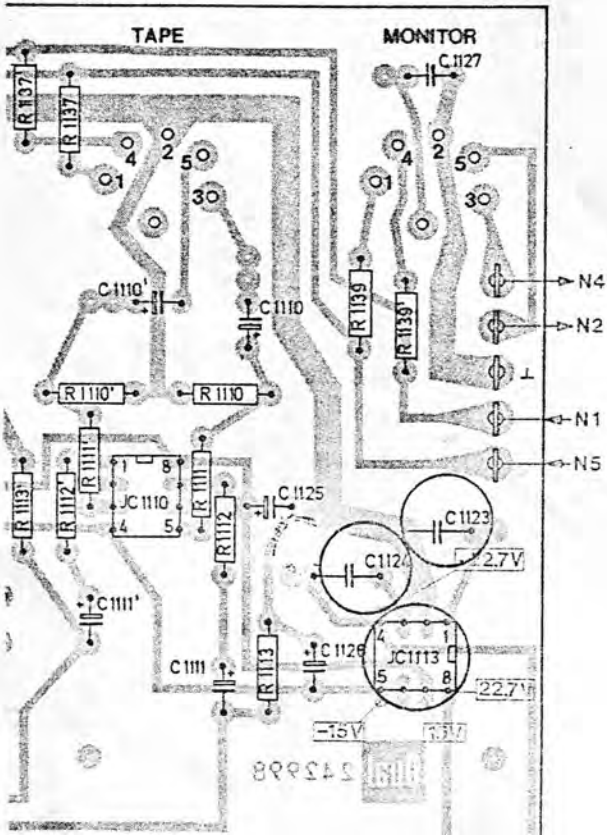 TAPE MONITOR
C1127
R1137' R1137
4 2 5 1 3
4 2 5 1 3
N4
C1110' C1110 R1139 R1139'
N2
⊥
R1110' R1110
N1
R1111' R1111
N5
1 8
R1113' R1112' JC1110 R1112 C1125 C1123
4 5
C1124 22.7V
C1111'
4 1
C1111 R1113 C1126 JC1113
5 8 22.7V
-15V 15V
242998